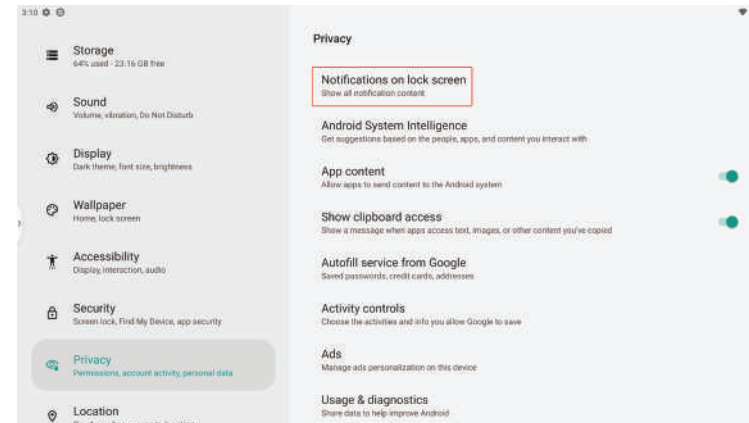 3:10
Storage
64% used - 23.16 GB free
Sound
Volume, vibration, Do Not Disturb
Display
Dark theme, font size, brightness
Wallpaper
Home, lock screen
Accessibility
Display, interaction, audio
Security
Screen lock, Find My Device, app security
Privacy
Permissions, account activity, personal data
Location
Privacy
Notifications on lock screen
Show all notification content
Android System Intelligence
Get suggestions based on the people, apps, and content you interact with
App content
Allow apps to send content to the Android system
Show clipboard access
Show a message when apps access text, images, or other content you've copied
Autofill service from Google
Saved passwords, credit cards, addresses
Activity controls
Choose the activities and info you allow Google to save
Ads
Manage ads personalization on this device
Usage & diagnostics
Share data to help improve Android